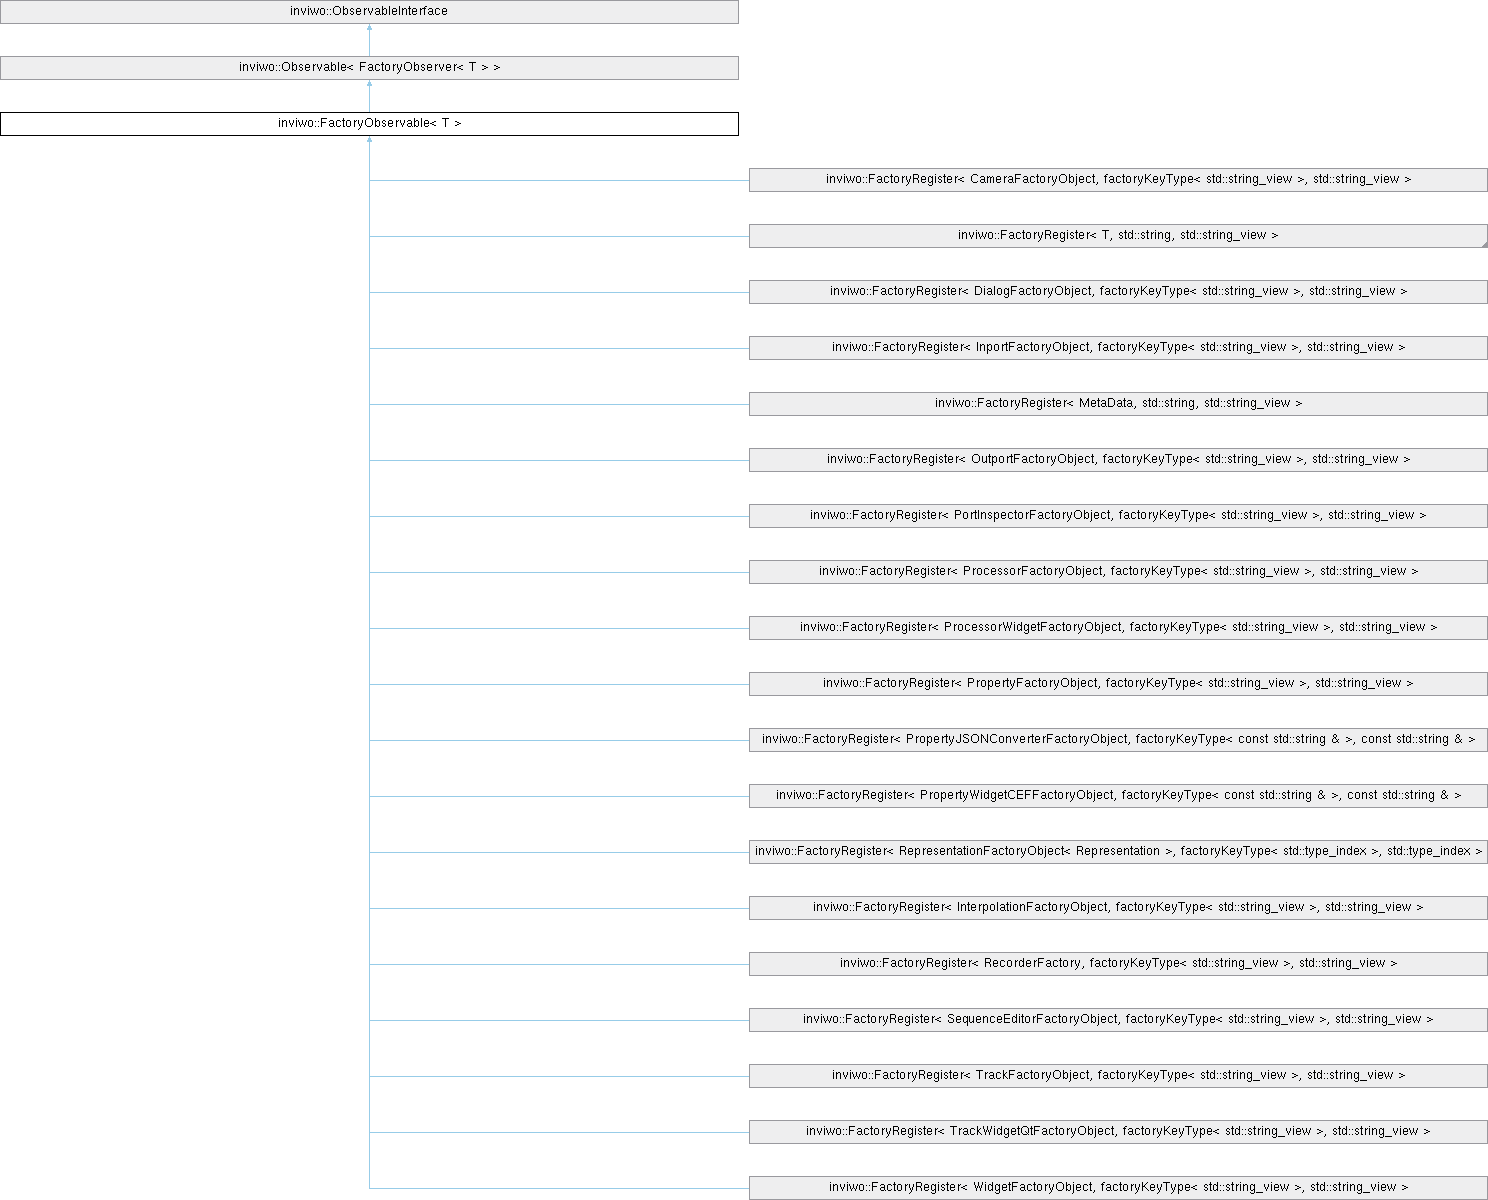 inviwo::ObservableInterface
inviwo::Observable< FactoryObserver< T > >
inviwo::FactoryObservable< T >
inviwo::FactoryRegister< CameraFactoryObject, factoryKeyType< std::string_view >, std::string_view >
inviwo::FactoryRegister< T, std::string, std::string_view >
inviwo::FactoryRegister< DialogFactoryObject, factoryKeyType< std::string_view >, std::string_view >
inviwo::FactoryRegister< InportFactoryObject, factoryKeyType< std::string_view >, std::string_view >
inviwo::FactoryRegister< MetaData, std::string, std::string_view >
inviwo::FactoryRegister< OutportFactoryObject, factoryKeyType< std::string_view >, std::string_view >
inviwo::FactoryRegister< PortInspectorFactoryObject, factoryKeyType< std::string_view >, std::string_view >
inviwo::FactoryRegister< ProcessorFactoryObject, factoryKeyType< std::string_view >, std::string_view >
inviwo::FactoryRegister< ProcessorWidgetFactoryObject, factoryKeyType< std::string_view >, std::string_view >
inviwo::FactoryRegister< PropertyFactoryObject, factoryKeyType< std::string_view >, std::string_view >
inviwo::FactoryRegister< PropertyJSONConverterFactoryObject, factoryKeyType< const std::string & >, const std::string & >
inviwo::FactoryRegister< PropertyWidgetCEFFactoryObject, factoryKeyType< const std::string & >, const std::string & >
inviwo::FactoryRegister< RepresentationFactoryObject< Representation >, factoryKeyType< std::type_index >, std::type_index >
inviwo::FactoryRegister< InterpolationFactoryObject, factoryKeyType< std::string_view >, std::string_view >
inviwo::FactoryRegister< RecorderFactory, factoryKeyType< std::string_view >, std::string_view >
inviwo::FactoryRegister< SequenceEditorFactoryObject, factoryKeyType< std::string_view >, std::string_view >
inviwo::FactoryRegister< TrackFactoryObject, factoryKeyType< std::string_view >, std::string_view >
inviwo::FactoryRegister< TrackWidgetQtFactoryObject, factoryKeyType< std::string_view >, std::string_view >
inviwo::FactoryRegister< WidgetFactoryObject, factoryKeyType< std::string_view >, std::string_view >